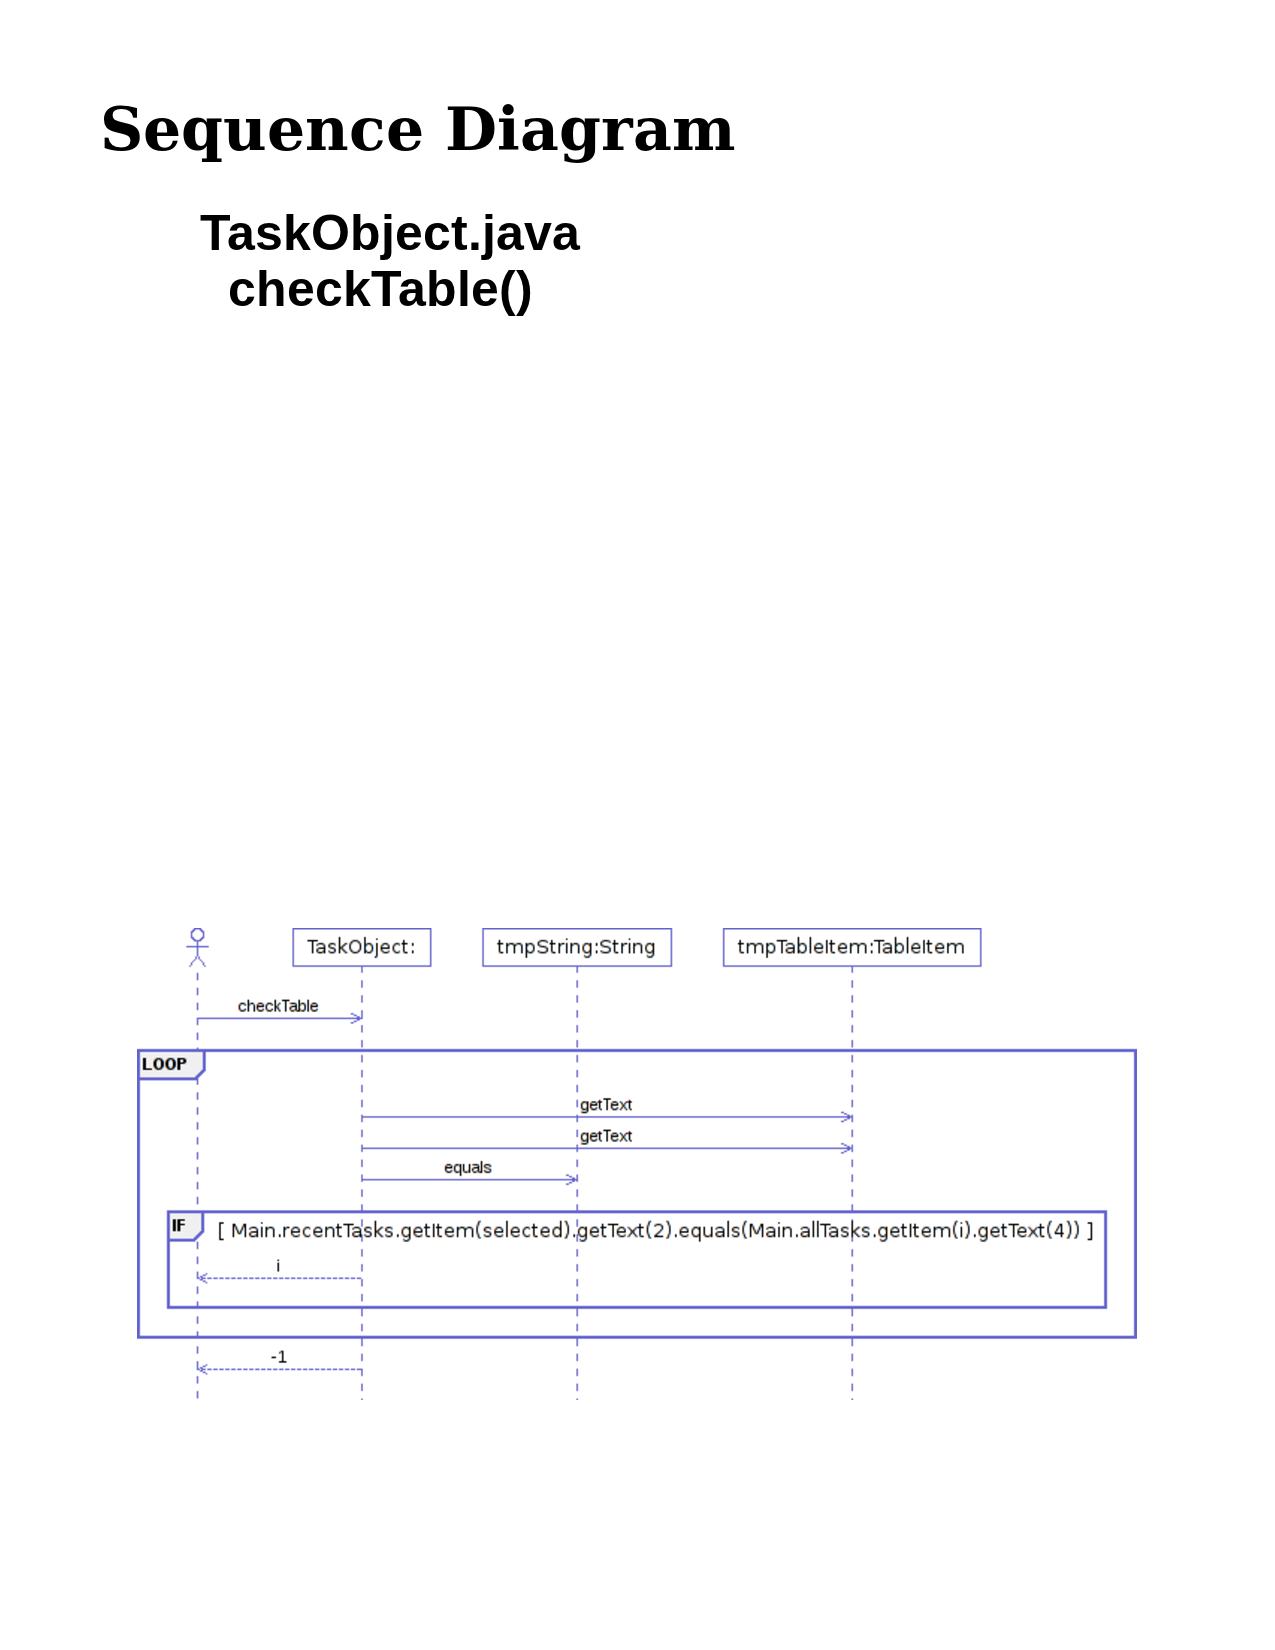 Sequence Diagram
TaskObject.java
checkTable()
TaskObject: tmpString:String tmpTableItem:TableItem
checkTable
LOOP
getText
getText
equals
IF [ Main.recentTasks.getItem(selected).getText(2).equals(Main.allTasks.getItem(i).getText(4)) ]
i
-1